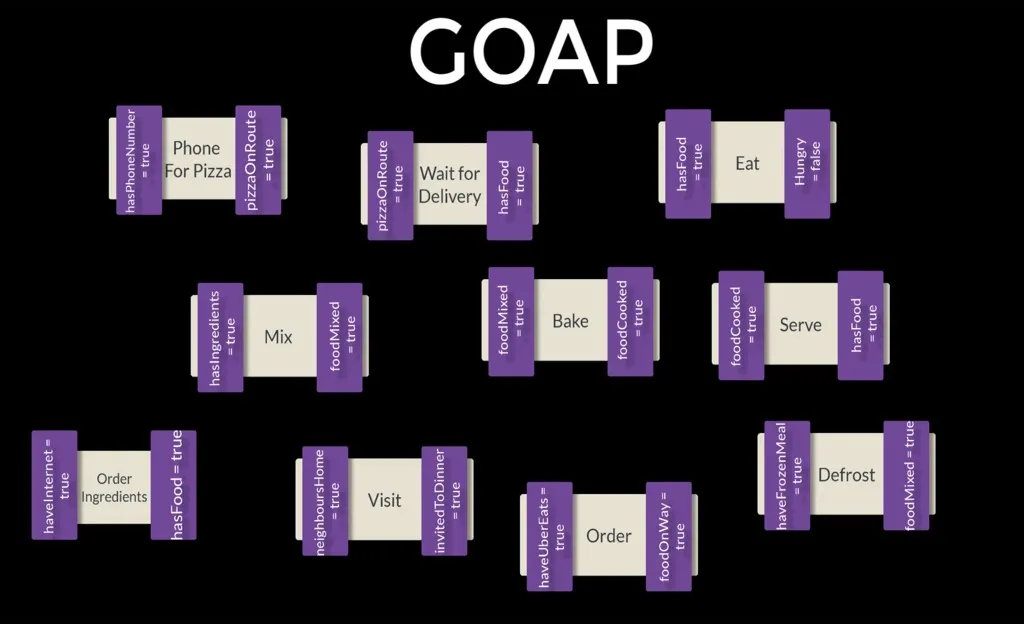 GOAP
hasPhoneNumber
= true
Phone
For Pizza
pizzaOnRoute
= true
pizzaOnRoute
= true
Wait for
Delivery
hasFood
= true
hasFood
= true
Eat
Hungry
= false
hasIngredients
= true
Mix
foodMixed
= true
foodMixed
= true
Bake
foodCooked
= true
foodCooked
= true
Serve
hasFood
= true
haveInternet =
true
Order
Ingredients
hasFood = true
neighboursHome
= true
Visit
invitedToDinner
= true
haveUberEats =
true
Order
foodOnWay =
true
haveFrozenMeal
= true
Defrost
foodMixed = true